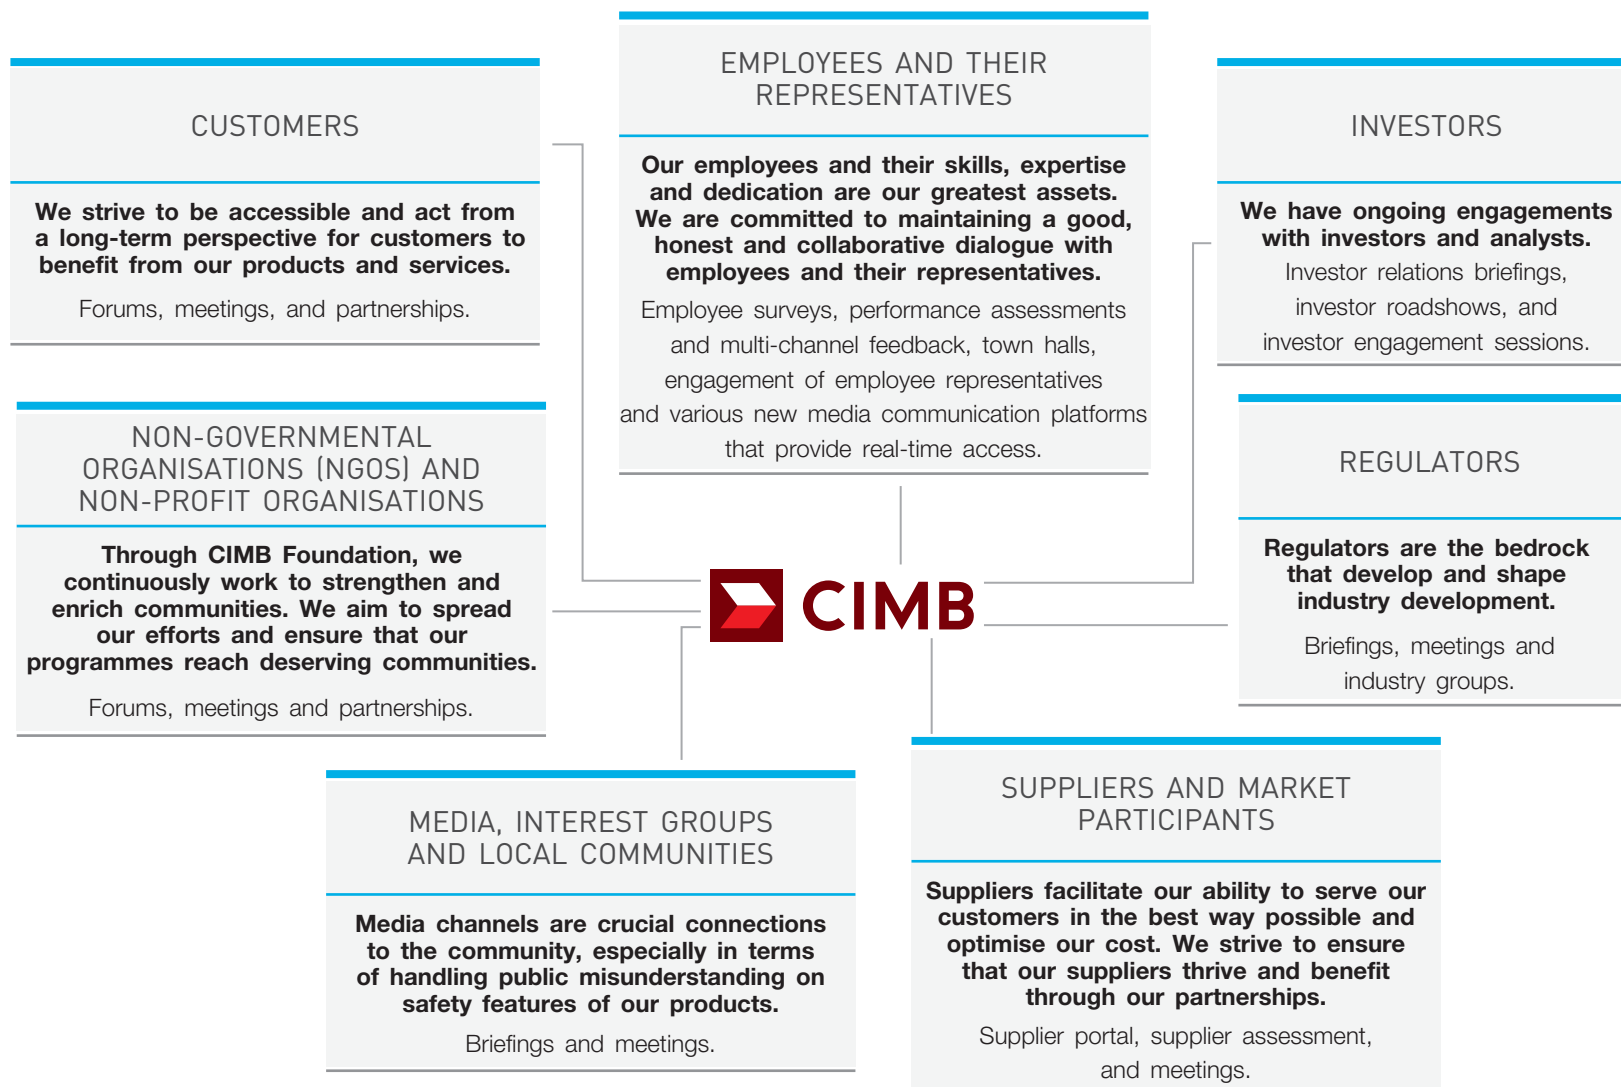 CUSTOMERS
We strive to be accessible and act from
a long-term perspective for customers to
benefit from our products and services.
Forums, meetings, and partnerships.
EMPLOYEES AND THEIR
REPRESENTATIVES
Our employees and their skills, expertise
and dedication are our greatest assets.
We are committed to maintaining a good,
honest and collaborative dialogue with
employees and their representatives.
Employee surveys, performance assessments
and multi-channel feedback, town halls,
engagement of employee representatives
and various new media communication platforms
that provide real-time access.
INVESTORS
We have ongoing engagements
with investors and analysts.
Investor relations briefings,
investor roadshows, and
investor engagement sessions.
NON-GOVERNMENTAL
ORGANISATIONS (NGOS) AND
NON-PROFIT ORGANISATIONS
Through CIMB Foundation, we
continuously work to strengthen and
enrich communities. We aim to spread
our efforts and ensure that our
programmes reach deserving communities.
Forums, meetings and partnerships.
CIMB
REGULATORS
Regulators are the bedrock
that develop and shape
industry development.
Briefings, meetings and
industry groups.
MEDIA, INTEREST GROUPS
AND LOCAL COMMUNITIES
Media channels are crucial connections
to the community, especially in terms
of handling public misunderstanding on
safety features of our products.
Briefings and meetings.
SUPPLIERS AND MARKET
PARTICIPANTS
Suppliers facilitate our ability to serve our
customers in the best way possible and
optimise our cost. We strive to ensure
that our suppliers thrive and benefit
through our partnerships.
Supplier portal, supplier assessment,
and meetings.